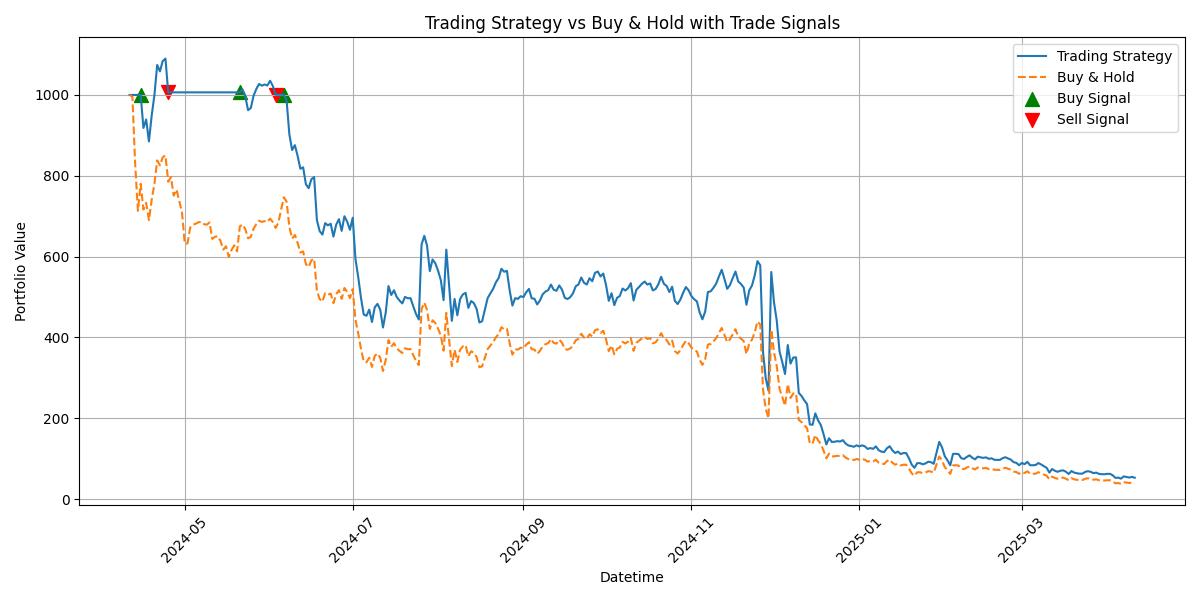 Trading Strategy vs Buy & Hold with Trade Signals
Trading Strategy
Buy & Hold
Buy Signal
Sell Signal
Portfolio Value
1000
800
600
400
200
0
2024-05
2024-07
2024-09
2024-11
2025-01
2025-03
Datetime